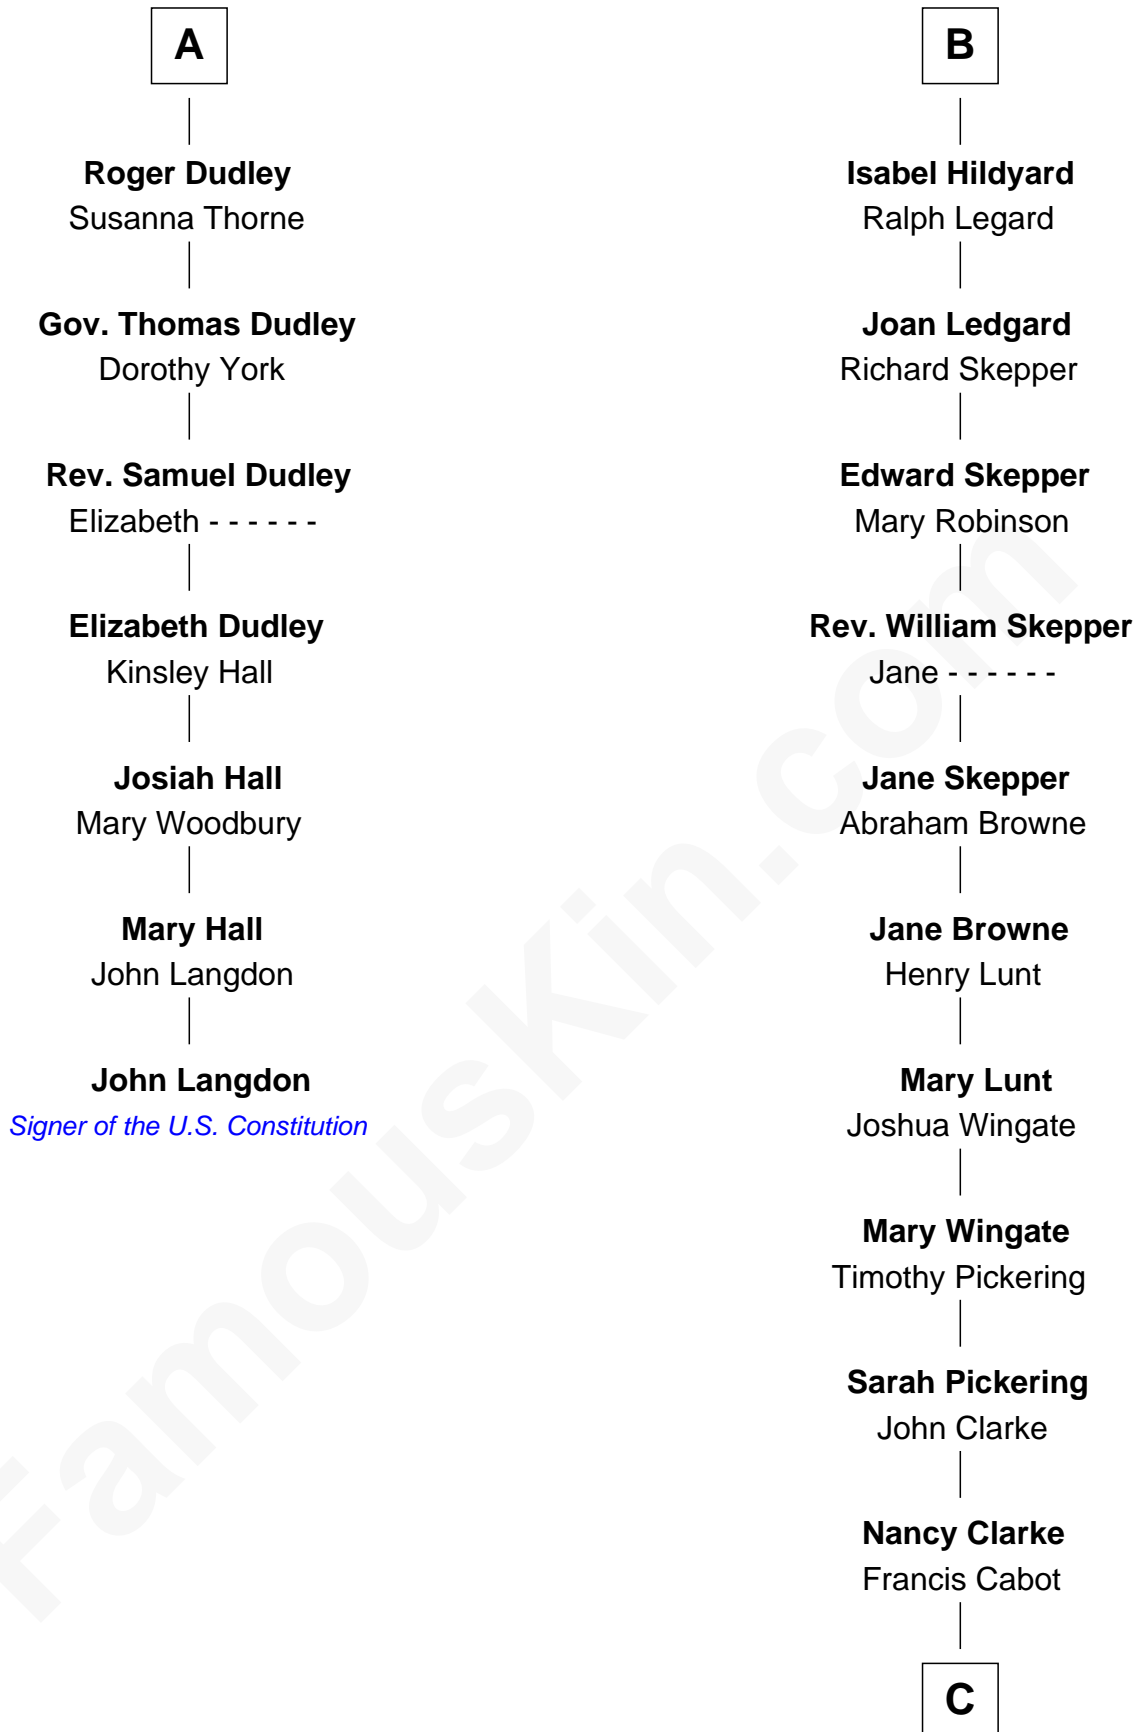 A
Roger Dudley
Susanna Thorne
Gov. Thomas Dudley
Dorothy York
Rev. Samuel Dudley
Elizabeth - - - - - -
Elizabeth Dudley
Kinsley Hall
Josiah Hall
Mary Woodbury
Mary Hall
John Langdon
John Langdon
Signer of the U.S. Constitution
B
Isabel Hildyard
Ralph Legard
Joan Ledgard
Richard Skepper
Edward Skepper
Mary Robinson
Rev. William Skepper
Jane - - - - - -
Jane Skepper
Abraham Browne
Jane Browne
Henry Lunt
Mary Lunt
Joshua Wingate
Mary Wingate
Timothy Pickering
Sarah Pickering
John Clarke
Nancy Clarke
Francis Cabot
C
FamousKin.com